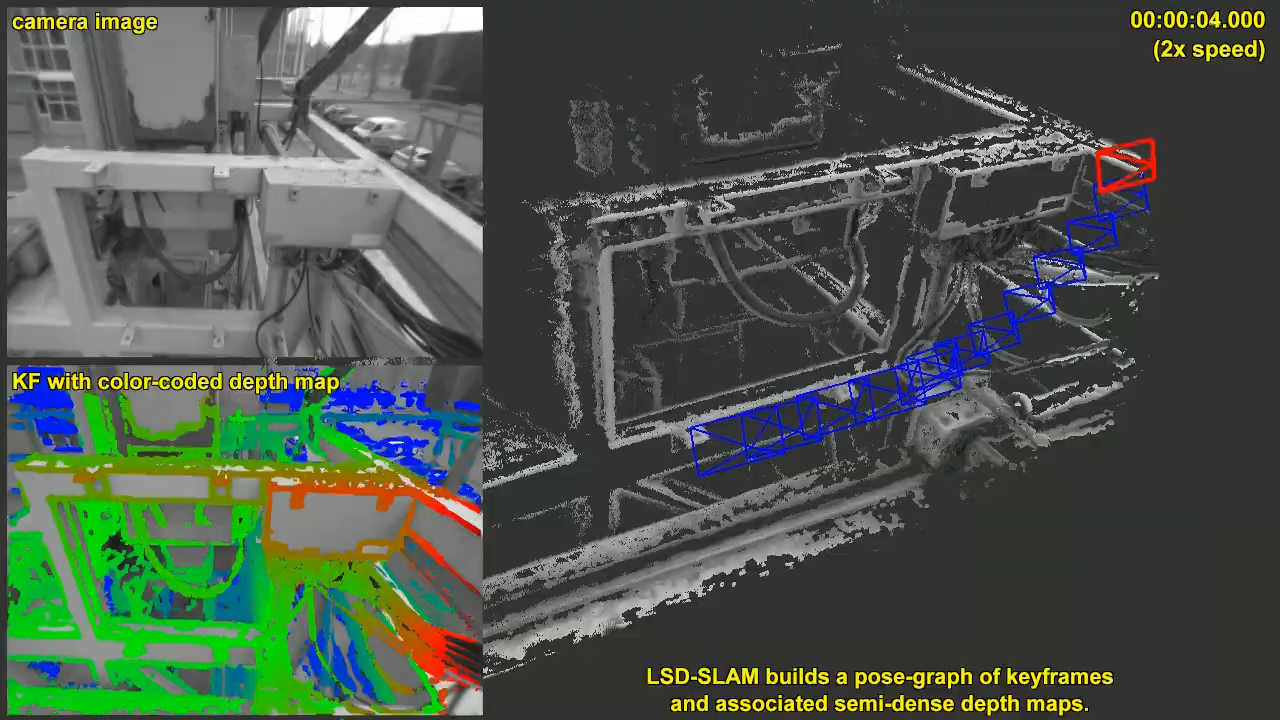 camera image
00:00:04.000
(2x speed)
KF with color-coded depth map
LSD-SLAM builds a pose-graph of keyframes
and associated semi-dense depth maps.